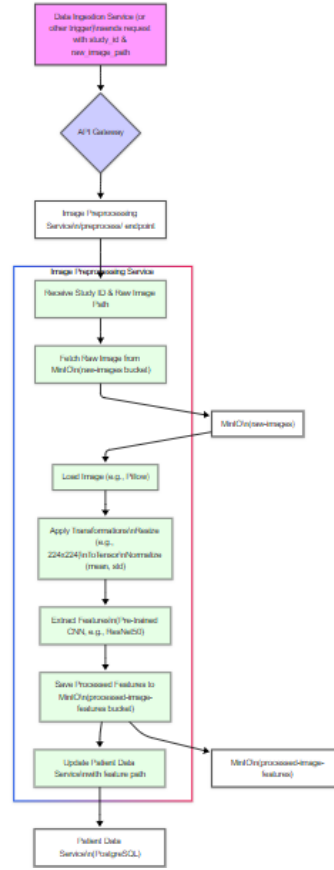 Data Ingestion Service (or
other trigger)\nsends request
with study_id &
raw_image_path
API Gateway
Image Preprocessing
Service\n/preprocess/ endpoint
Image Preprocessing Service
Receive Study ID & Raw Image
Path
Fetch Raw Image from
MinIO\n(raw-images bucket)
MinIO\n(raw-images)
Load Image (e.g., Pillow)
Apply Transformations\nResize
(e.g.,
224x224)\nToTensor\nNormalize
(mean, std)
Extract Features\n(Pre-trained
CNN, e.g., ResNet50)
Save Processed Features to
MinIO\n(processed-image-
features bucket)
Update Patient Data
Service\nwith feature path
MinIO\n(processed-image-
features)
Patient Data
Service\n(PostgreSQL)